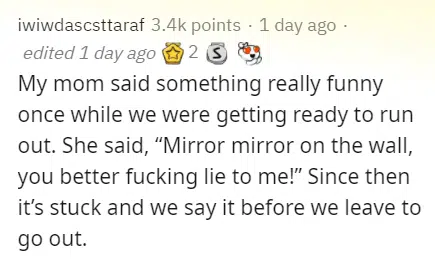 iwiwdascsttaraf 3.4k points · 1 day ago ·
edited 1 day ago 2 S
My mom said something really funny
once while we were getting ready to run
out. She said, “Mirror mirror on the wall,
you better fucking lie to me!” Since then
it’s stuck and we say it before we leave to
go out.